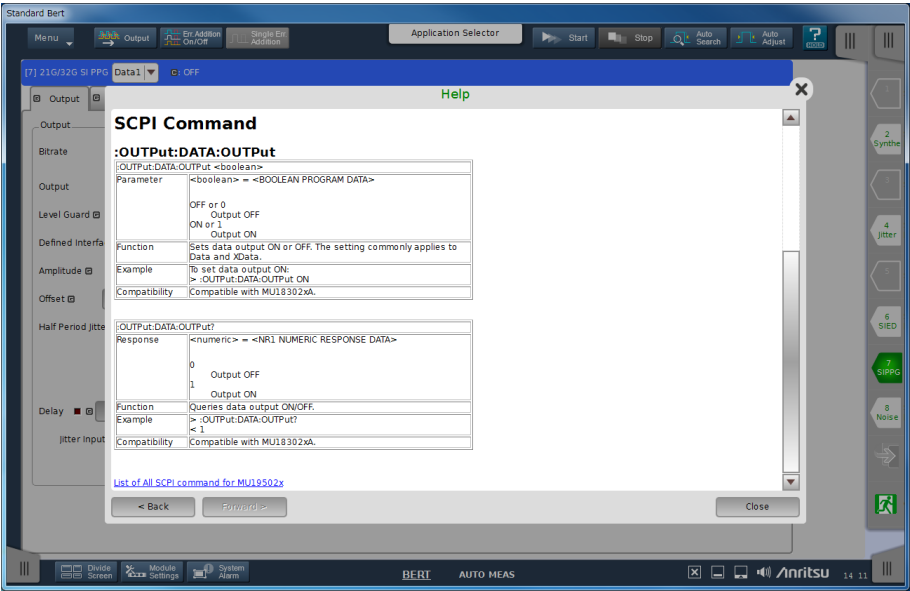 Standard Bert
Menu
Output
Err.Addition
On/Off
Single Err.
Addition
Application Selector
Start
Stop
Auto
Search
Auto
Adjust
?
HOLD
[7] 21G/32G SI PPG
Data1
C: OFF
Output
Output
Bitrate
Output
Level Guard
Defined Interfa
Amplitude
Offset
Half Period Jitte
Delay
Jitter Input
Help
SCPI Command
:OUTPut:DATA:OUTPut
:OUTPut:DATA:OUTPut <boolean>
Parameter
<boolean> = <BOOLEAN PROGRAM DATA>
OFF or 0
Output OFF
ON or 1
Output ON
Function
Sets data output ON or OFF. The setting commonly applies to
Data and XData.
Example
To set data output ON:
> :OUTPut:DATA:OUTPut ON
Compatibility
Compatible with MU18302xA.
:OUTPut:DATA:OUTPut?
Response
<numeric> = <NR1 NUMERIC RESPONSE DATA>
0
Output OFF
1
Output ON
Function
Queries data output ON/OFF.
Example
> :OUTPut:DATA:OUTPut?
< 1
Compatibility
Compatible with MU18302xA.
List of All SCPI command for MU19502x
< Back
Forward >
Close
1
2
Synthe
3
4
Jitter
5
6
SIED
7
SIPPG
8
Noise
Divide
Screen
Module
Settings
System
Alarm
BERT
AUTO MEAS
Anritsu
14 11